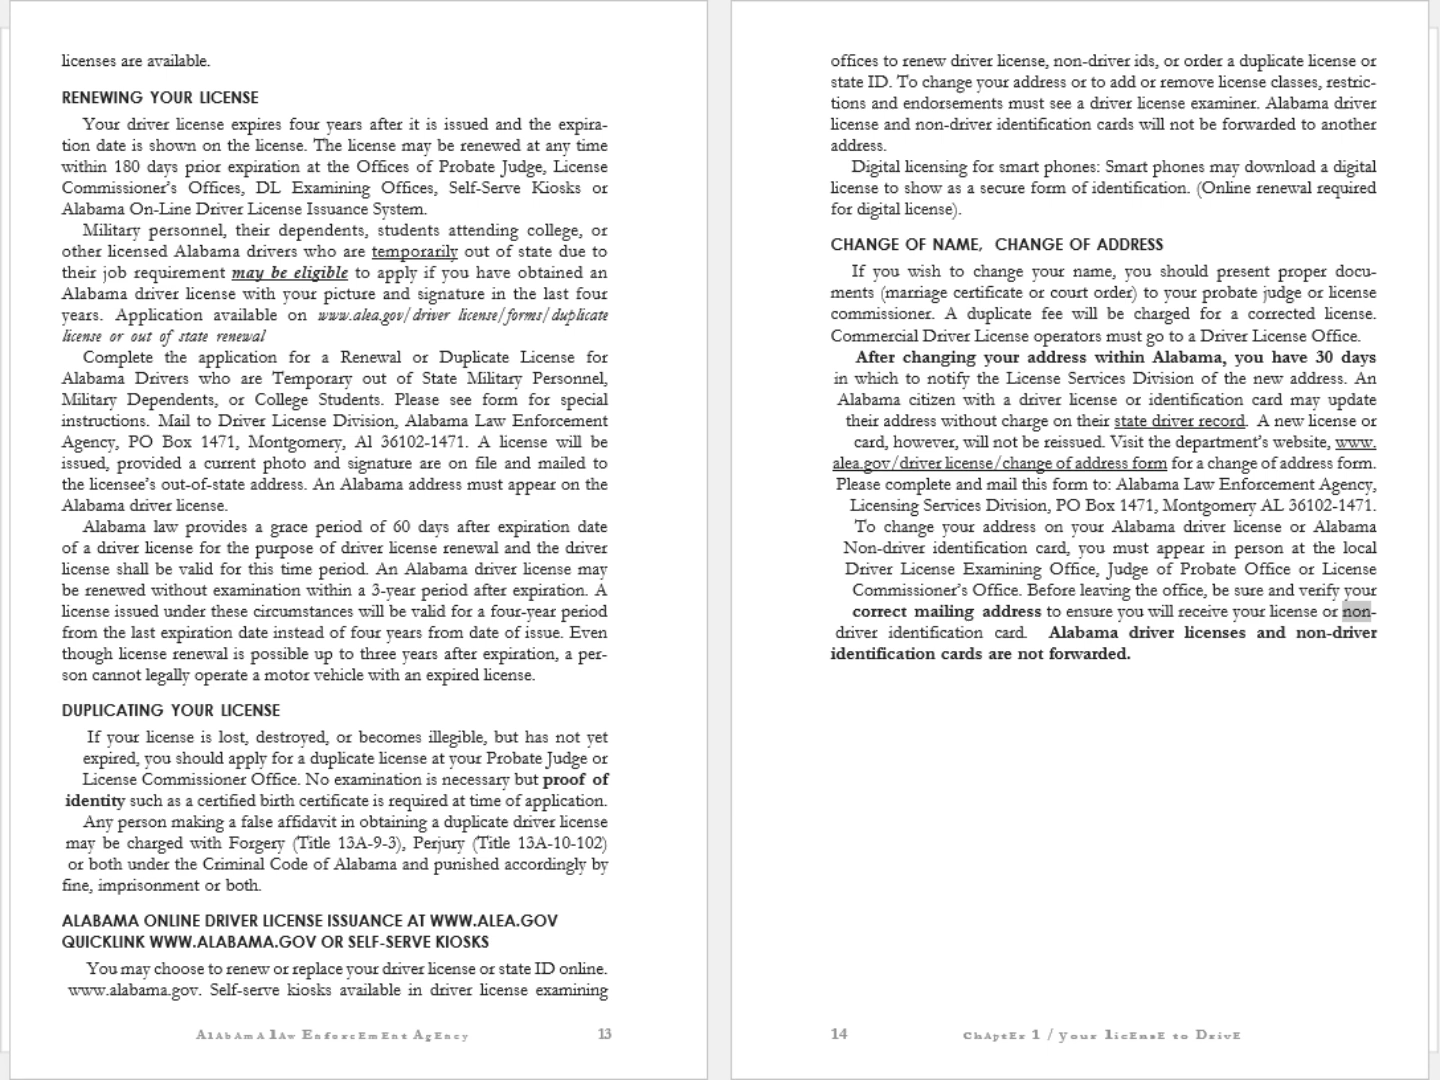 licenses are available.
RENEWING YOUR LICENSE
Your driver license expires four years after it is issued and the expira-
tion date is shown on the license. The license may be renewed at any time
within 180 days prior expiration at the Offices of Probate Judge, License
Commissioner's Offices, DL Examining Offices, Self-Serve Kiosks or
Alabama On-Line Driver License Issuance System.
Military personnel, their dependents, students attending college, or
other licensed Alabama drivers who are temporarily out of state due to
their job requirement may be eligible to apply if you have obtained an
Alabama driver license with your picture and signature in the last four
years. Application available on www.alea.gov/driver license/forms/duplicate
license or out of state renewal
Complete the application for a Renewal or Duplicate License for
Alabama Drivers who are Temporary out of State Military Personnel,
Military Dependents, or College Students. Please see form for special
instructions. Mail to Driver License Division, Alabama Law Enforcement
Agency, PO Box 1471, Montgomery, Al 36102-1471. A license will be
issued, provided a current photo and signature are on file and mailed to
the licensee's out-of-state address. An Alabama address must appear on the
Alabama driver license.
Alabama law provides a grace period of 60 days after expiration date
of a driver license for the purpose of driver license renewal and the driver
license shall be valid for this time period. An Alabama driver license may
be renewed without examination within a 3-year period after expiration. A
license issued under these circumstances will be valid for a four-year period
from the last expiration date instead of four years from date of issue. Even
though license renewal is possible up to three years after expiration, a per-
son cannot legally operate a motor vehicle with an expired license.
DUPLICATING YOUR LICENSE
If your license is lost, destroyed, or becomes illegible, but has not yet
expired, you should apply for a duplicate license at your Probate Judge or
License Commissioner Office. No examination is necessary but proof of
identity such as a certified birth certificate is required at time of application.
Any person making a false affidavit in obtaining a duplicate driver license
may be charged with Forgery (Title 13A-9-3), Perjury (Title 13A-10-102)
or both under the Criminal Code of Alabama and punished accordingly by
fine, imprisonment or both.
ALABAMA ONLINE DRIVER LICENSE ISSUANCE AT WWW.ALEA.GOV
QUICKLINK WWW.ALABAMA.GOV OR SELF-SERVE KIOSKS
You may choose to renew or replace your driver license or state ID online.
www.alabama.gov. Self-serve kiosks available in driver license examining
AlAbAmA lAw EnforcEmEnt AgEncy 13
offices to renew driver license, non-driver ids, or order a duplicate license or
state ID. To change your address or to add or remove license classes, restric-
tions and endorsements must see a driver license examiner. Alabama driver
license and non-driver identification cards will not be forwarded to another
address.
Digital licensing for smart phones: Smart phones may download a digital
license to show as a secure form of identification. (Online renewal required
for digital license).
CHANGE OF NAME, CHANGE OF ADDRESS
If you wish to change your name, you should present proper docu-
ments (marriage certificate or court order) to your probate judge or license
commissioner. A duplicate fee will be charged for a corrected license.
Commercial Driver License operators must go to a Driver License Office.
After changing your address within Alabama, you have 30 days
in which to notify the License Services Division of the new address. An
Alabama citizen with a driver license or identification card may update
their address without charge on their state driver record. A new license or
card, however, will not be reissued. Visit the department's website, www.
alea.gov/driver license/change of address form for a change of address form.
Please complete and mail this form to: Alabama Law Enforcement Agency,
Licensing Services Division, PO Box 1471, Montgomery AL 36102-1471.
To change your address on your Alabama driver license or Alabama
Non-driver identification card, you must appear in person at the local
Driver License Examining Office, Judge of Probate Office or License
Commissioner's Office. Before leaving the office, be sure and verify your
correct mailing address to ensure you will receive your license or non-
driver identification card. Alabama driver licenses and non-driver
identification cards are not forwarded.
14 ChAptEr 1 / your licEnsE to DrivE